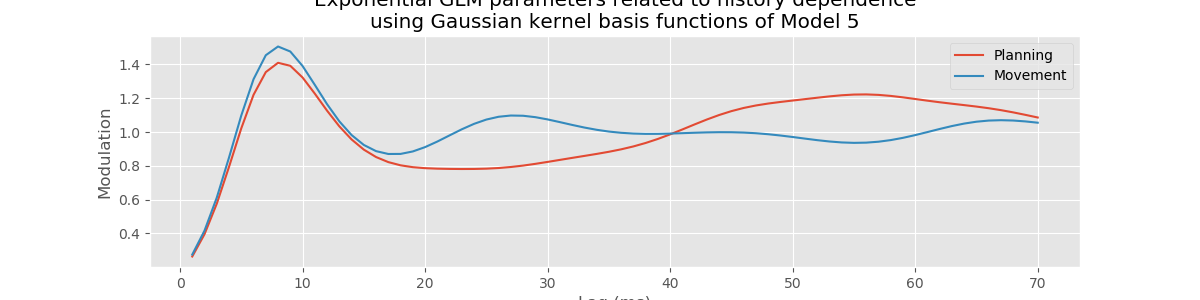 Exponential GLM parameters related to history dependence
using Gaussian kernel basis functions of Model 5
Planning
Movement
Modulation
1.4
1.2
1.0
0.8
0.6
0.4
0 10 20 30 40 50 60 70
Lag (ms)